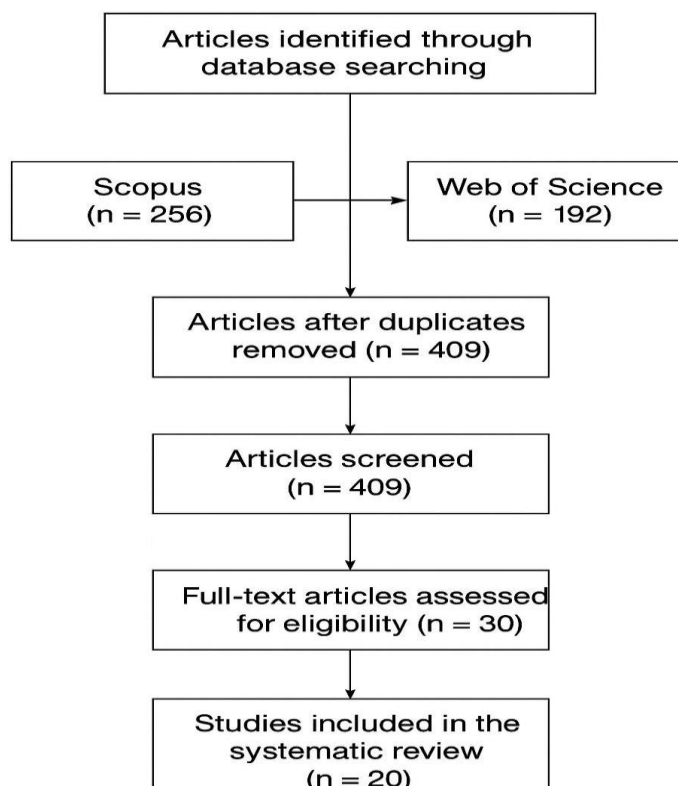 Articles identified through
database searching
Scopus
(n = 256)
Web of Science
(n = 192)
Articles after duplicates
removed (n = 409)
Articles screened
(n = 409)
Full-text articles assessed
for eligibility (n = 30)
Studies included in the
systematic review
(n = 20)